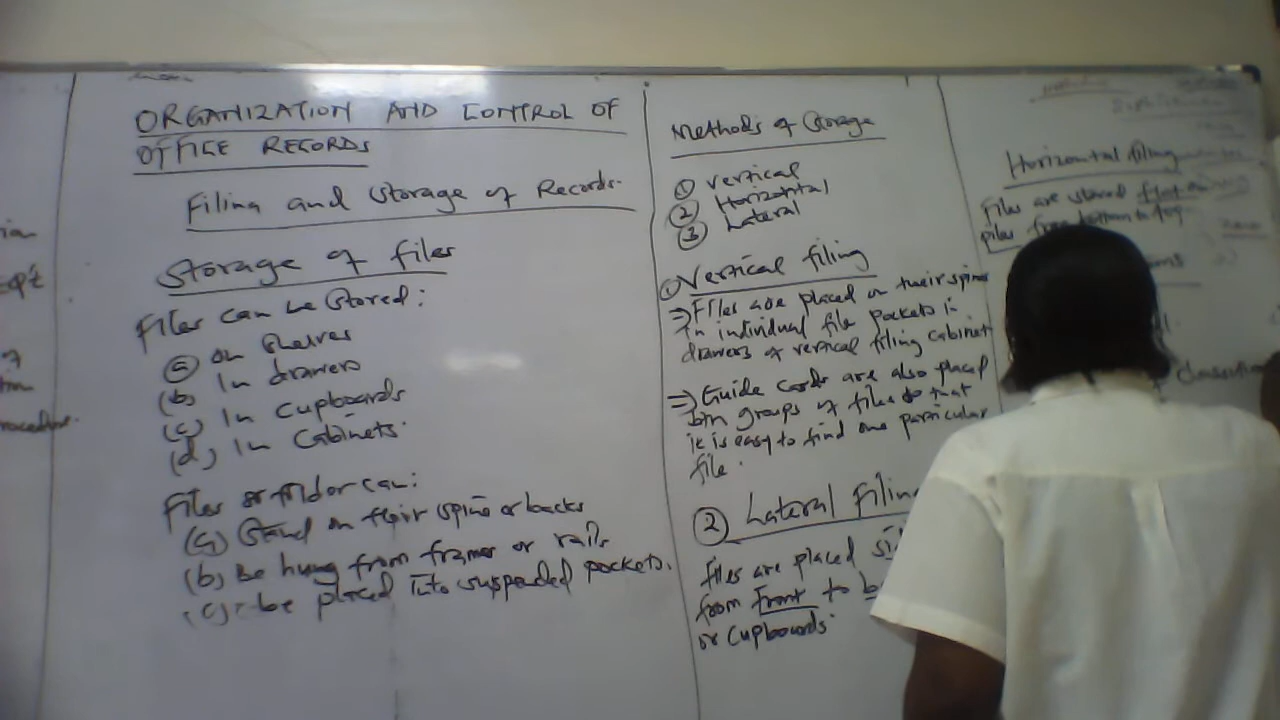 ORGANIZATION AND CONTROL OF
OFFICE RECORDS
Filing and Storage of Records.
Storage of files
Files can be stored:
(a) on shelves
(b) In drawers
(c) In Cupboards
(d) In Cabinets.
Files or folder can:
(a) Stand on their spine or backs
(b) Be hung from frames or rails
(c) be placed into suspended pockets.
Methods of Storage
① vertical
② Horizontal
③ Lateral
① Vertical filing
⇒ Files are placed on their spines
in individual file pockets in
drawers of vertical filing cabinet
⇒ Guide cards are also placed
btn groups of files so that
it is easy to find one particular
file.
② Lateral Filing
Files are placed
from Front to
or cupboards.
Horizontal filing
Files are stored flat in
piles from bottom to top